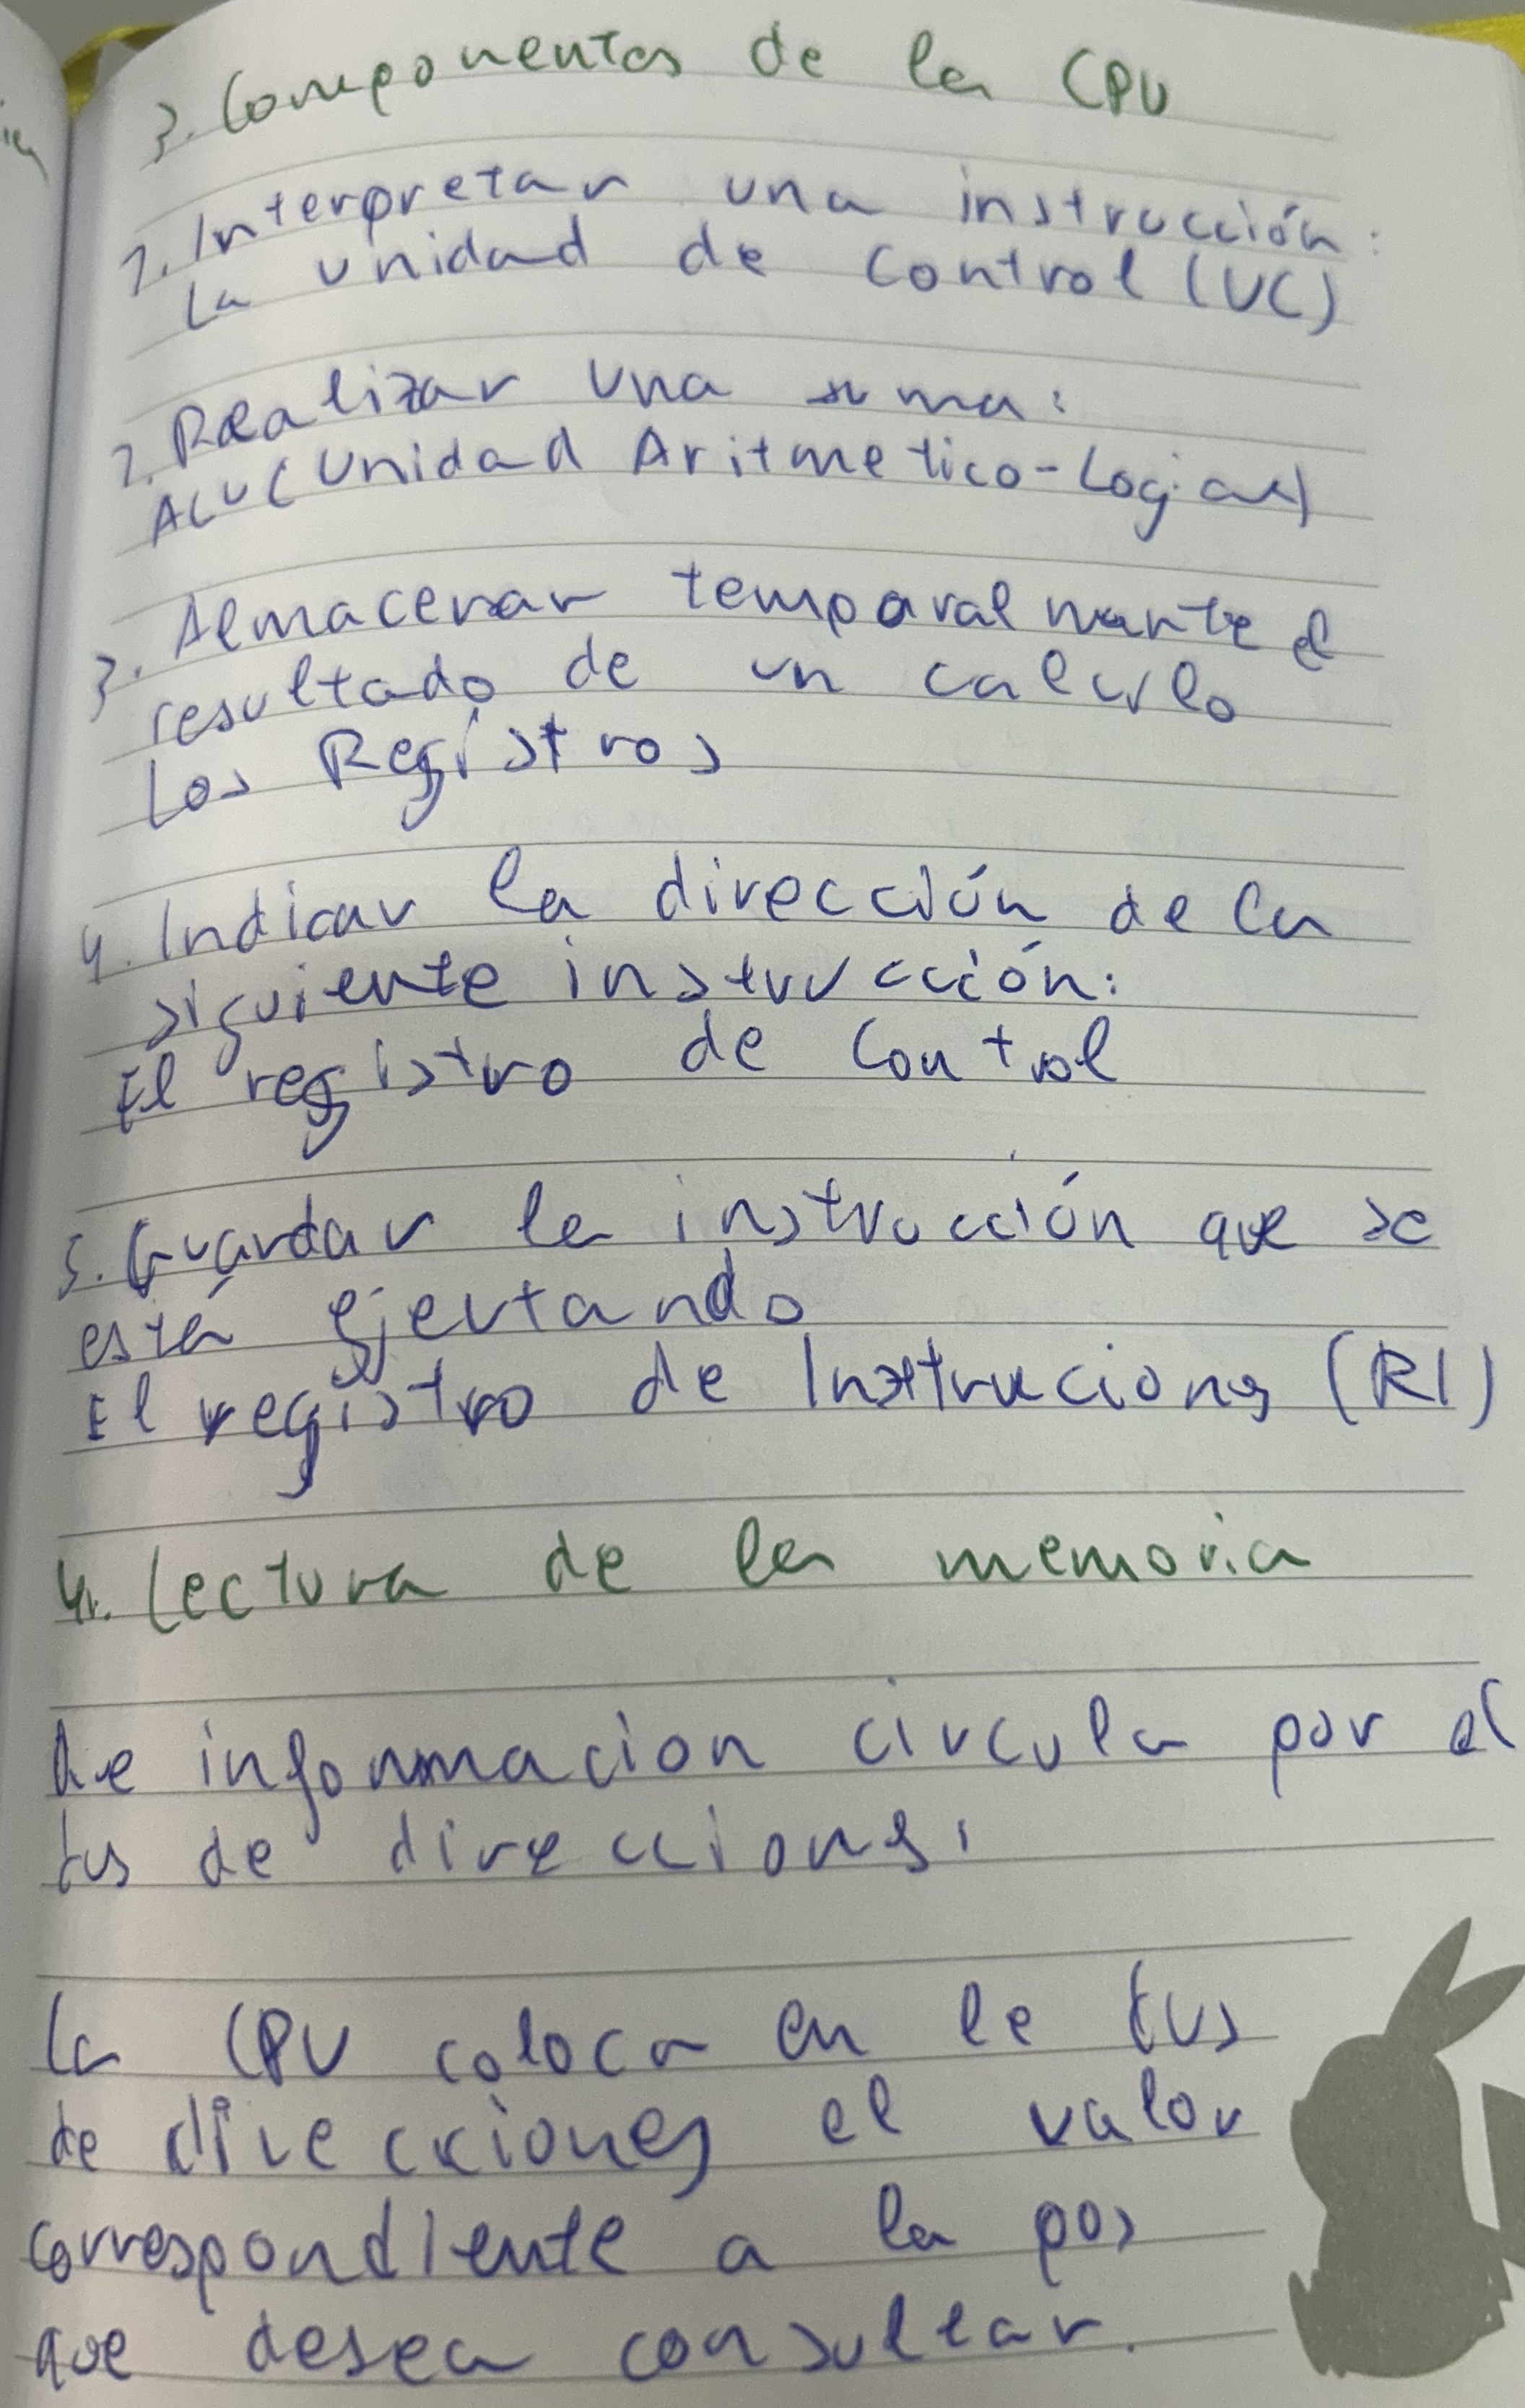 3. Componentes de la CPU
1. Interpretar una instrucción:
La unidad de Control (UC)
2. Realizar una suma:
ALU (Unidad Aritmetico-Logica)
3. Almacenar temporalmente el
resultado de un calculo
Los Registros
4. Indicar la dirección de la
siguiente instrucción:
El registro de Control
5. Guardar la instrucción que se
está ejecutando
El registro de Instrucciones (RI)
4. Lectura de la memoria
La informacion circula por el
bus de direcciones.
La CPU coloca en le bus
de direcciones el valor
correspondiente a la pos
que desea consultar.